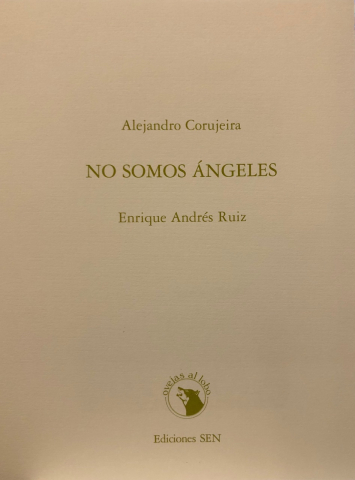 Alejandro Corujeira
NO SOMOS ÁNGELES
Enrique Andrés Ruiz
ovejas al lobo
Ediciones SEN